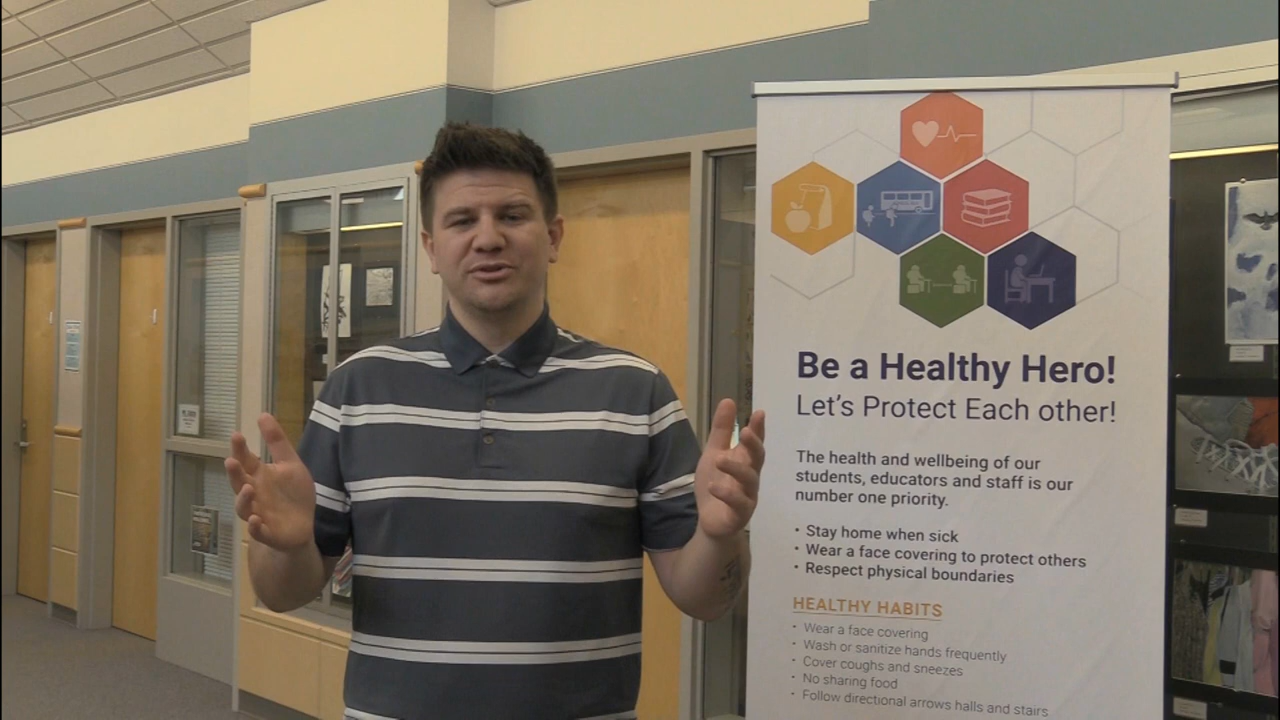 Be a Healthy Hero!
Let's Protect Each other!
The health and wellbeing of our
students, educators and staff is our
number one priority.
• Stay home when sick
• Wear a face covering to protect others
• Respect physical boundaries
HEALTHY HABITS
• Wear a face covering
• Wash or sanitize hands frequently
• Cover coughs and sneezes
• No sharing food
• Follow directional arrows halls and stairs